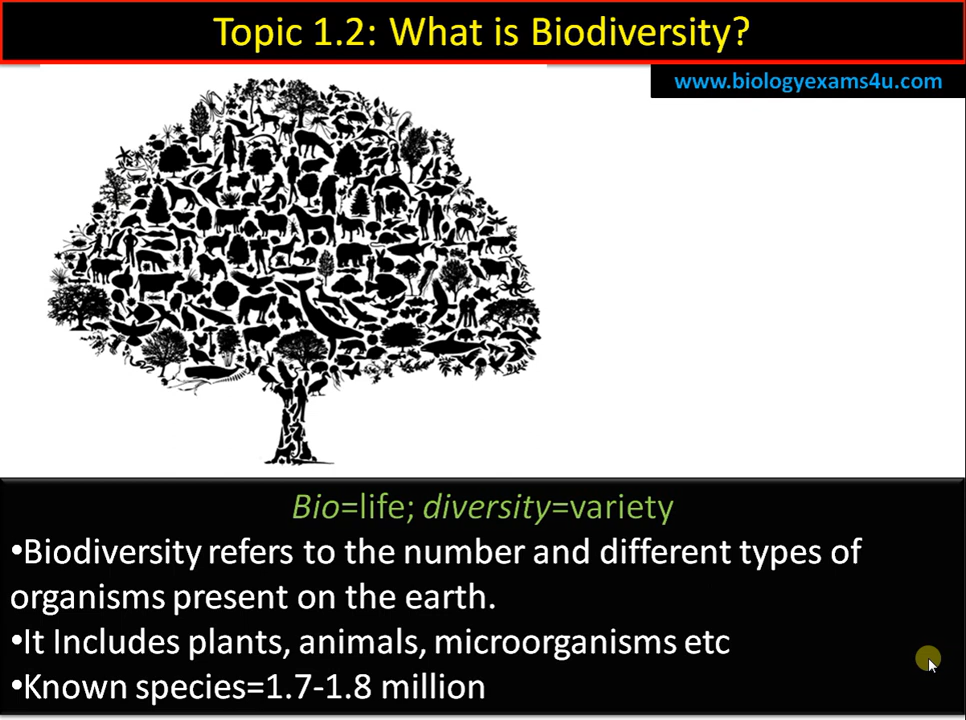 Topic 1.2: What is Biodiversity?
www.biologyexams4u.com
Bio=life; diversity=variety
•Biodiversity refers to the number and different types of
organisms present on the earth.
•It Includes plants, animals, microorganisms etc
•Known species=1.7-1.8 million